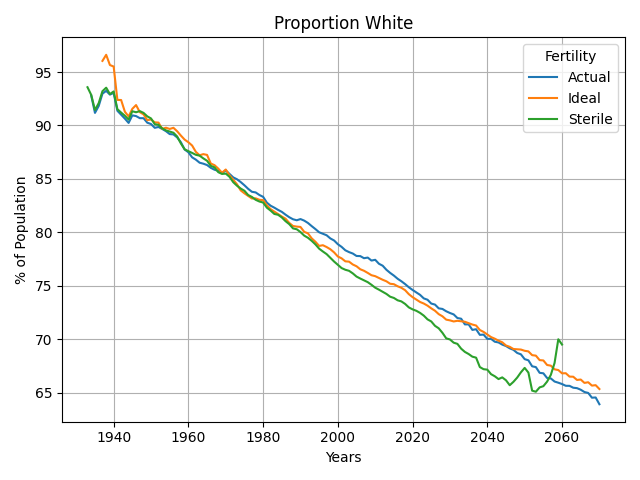 Proportion White
Fertility
Actual
Ideal
Sterile
% of Population
95
90
85
80
75
70
65
1940 1960 1980 2000 2020 2040 2060
Years